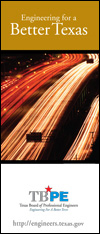 Engineering for a
Better Texas
TBPE
Texas Board of Professional Engineers
Engineering For A Better Texas
http://engineers.texas.gov